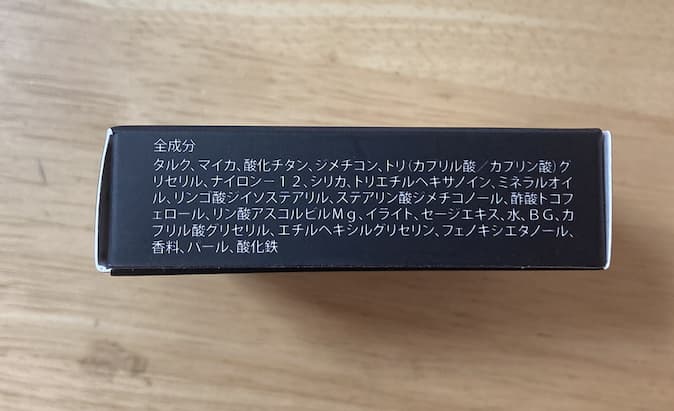 全成分
タルク、マイカ、酸化チタン、ジメチコン、トリ(カプリル酸／カプリン酸)グ
リセリル、ナイロン－１２、シリカ、トリエチルヘキサノイン、ミネラルオイ
ル、リンゴ酸ジイソステアリル、ステアリン酸ジメチコノール、酢酸トコフ
ェロール、リン酸アスコルビルＭｇ、イライト、セージエキス、水、ＢＧ、カ
プリル酸グリセリル、エチルヘキシルグリセリン、フェノキシエタノール、
香料、パール、酸化鉄